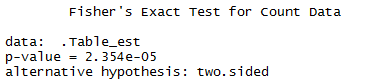 Fisher's Exact Test for Count Data
data:  .Table_est
p-value = 2.354e-05
alternative hypothesis: two.sided